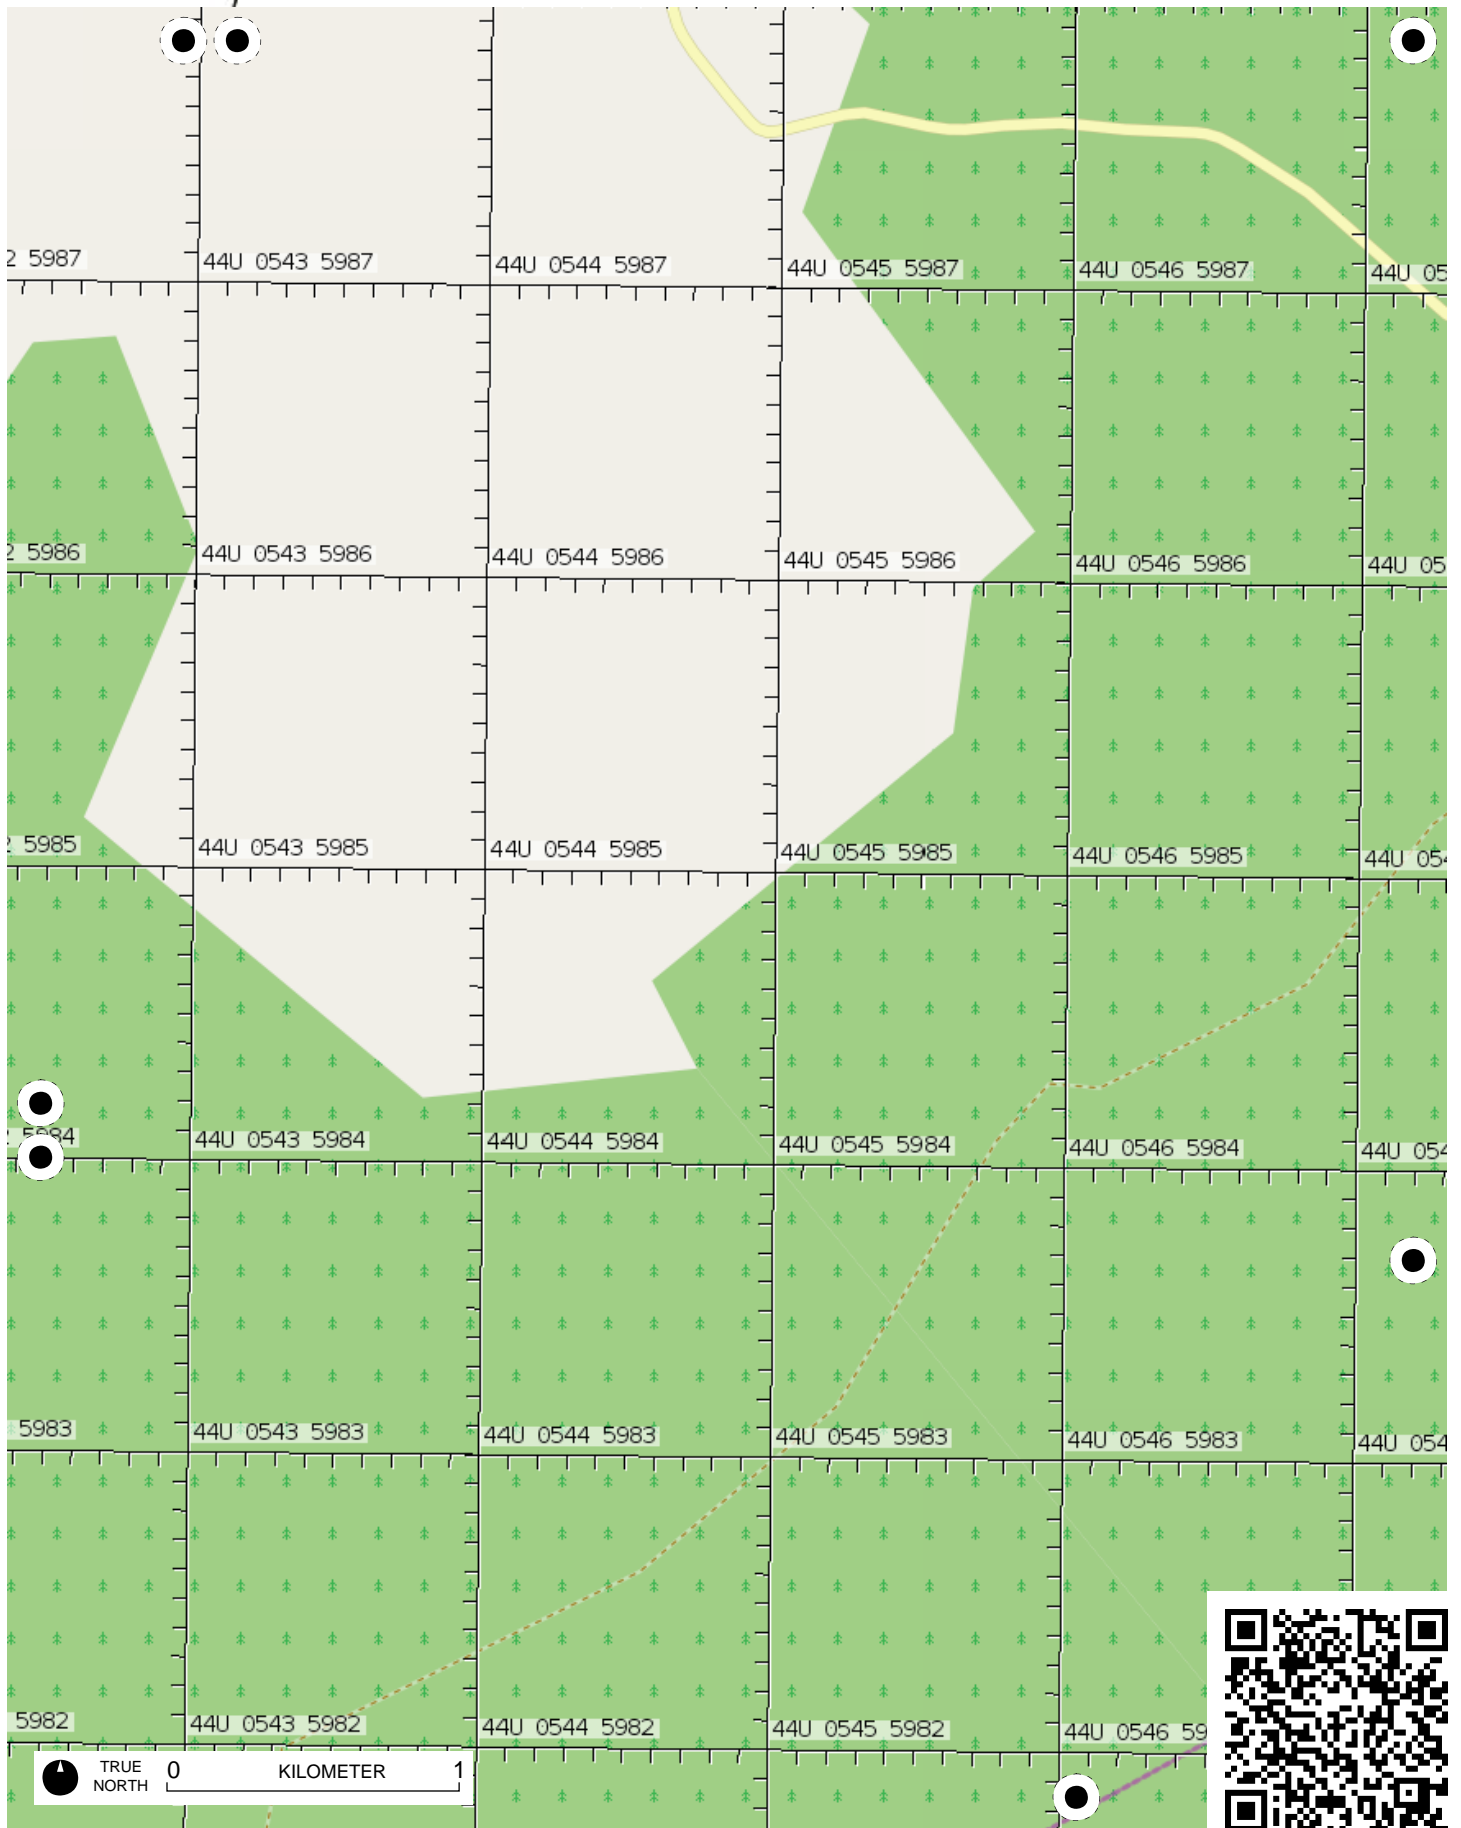 2 5987 44U 0543 5987 44U 0544 5987 44U 0545 5987 44U 0546 5987 44U 05
2 5986 44U 0543 5986 44U 0544 5986 44U 0545 5986 44U 0546 5986 44U 05
2 5985 44U 0543 5985 44U 0544 5985 44U 0545 5985 44U 0546 5985 44U 054
5984 44U 0543 5984 44U 0544 5984 44U 0545 5984 44U 0546 5984 44U 054
5983 44U 0543 5983 44U 0544 5983 44U 0545 5983 44U 0546 5983 44U 054
5982 44U 0543 5982 44U 0544 5982 44U 0545 5982 44U 0546 59
TRUE NORTH
0 KILOMETER 1